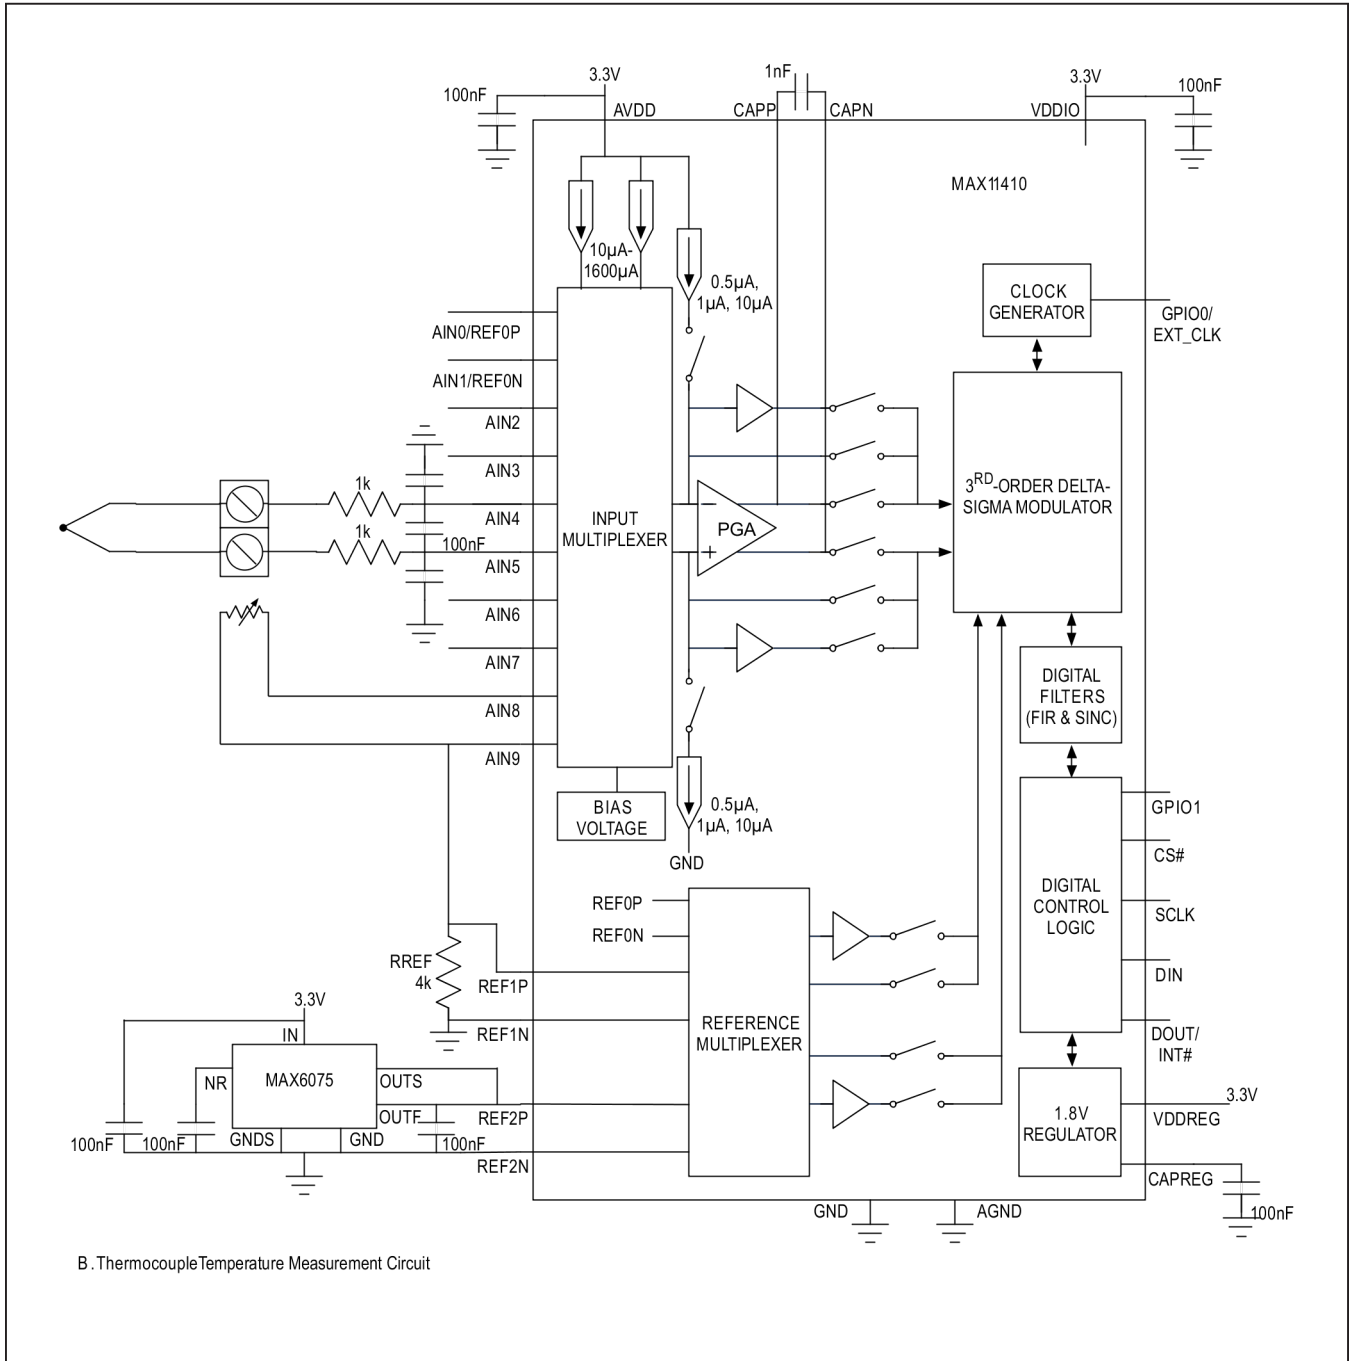 3.3V
1nF
3.3V
100nF
100nF
AVDD
CAPP
CAPN
VDDIO
MAX11410
10µA-
1600µA
0.5µA,
1µA, 10µA
CLOCK
GENERATOR
GPIO0/
EXT_CLK
AIN0/REF0P
AIN1/REF0N
AIN2
AIN3
1k
AIN4
INPUT
MULTIPLEXER
PGA
3RD-ORDER DELTA-
SIGMA MODULATOR
1k
100nF
AIN5
AIN6
AIN7
AIN8
AIN9
DIGITAL
FILTERS
(FIR & SINC)
BIAS
VOLTAGE
0.5µA,
1µA, 10µA
GND
GPIO1
CS#
DIGITAL
CONTROL
LOGIC
SCLK
DIN
DOUT/
INT#
REF0P
REF0N
RREF
4k
REF1P
REF1N
REFERENCE
MULTIPLEXER
3.3V
IN
NR
MAX6075
OUTS
OUTF
GNDS
GND
100nF
100nF
100nF
REF2P
REF2N
1.8V
REGULATOR
3.3V
VDDREG
CAPREG
100nF
GND
AGND
B . ThermocoupleTemperature Measurement Circuit